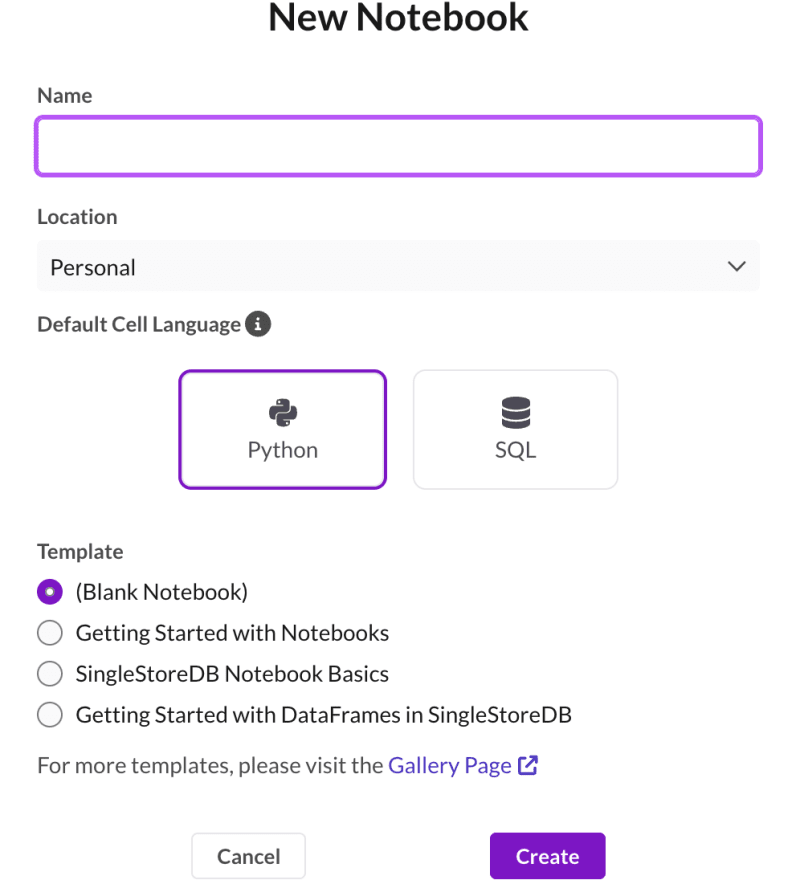 New Notebook
Name
Location
Personal
Default Cell Language
Python
SQL
Template
(Blank Notebook)
Getting Started with Notebooks
SingleStoreDB Notebook Basics
Getting Started with DataFrames in SingleStoreDB
For more templates, please visit the Gallery Page
Cancel
Create